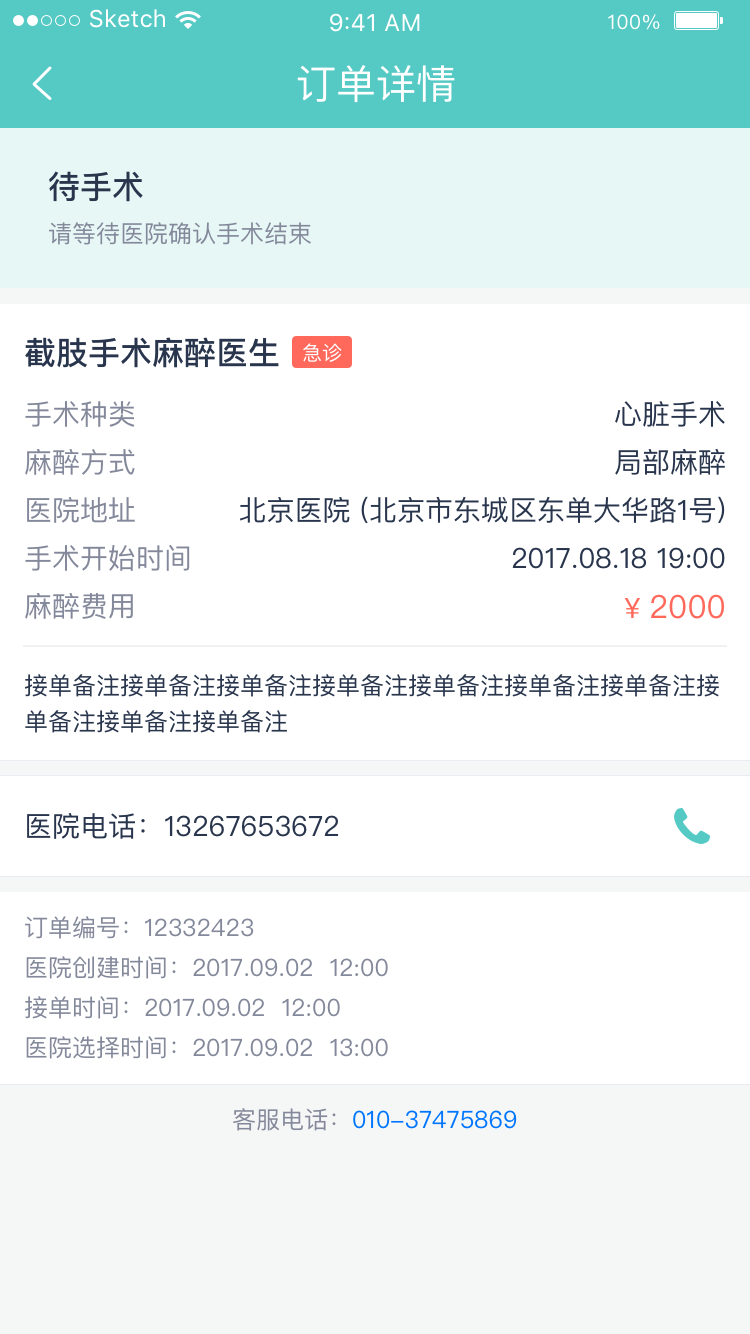 Sketch 9:41 AM 100%
订单详情
待手术
请等待医院确认手术结束
截肢手术麻醉医生 急诊
手术种类 心脏手术
麻醉方式 局部麻醉
医院地址 北京医院 (北京市东城区东单大华路1号)
手术开始时间 2017.08.18 19:00
麻醉费用 ¥ 2000
接单备注接单备注接单备注接单备注接单备注接单备注接单备注接
单备注接单备注接单备注
医院电话：13267653672
订单编号：12332423
医院创建时间：2017.09.02 12:00
接单时间：2017.09.02 12:00
医院选择时间：2017.09.02 13:00
客服电话：010–37475869